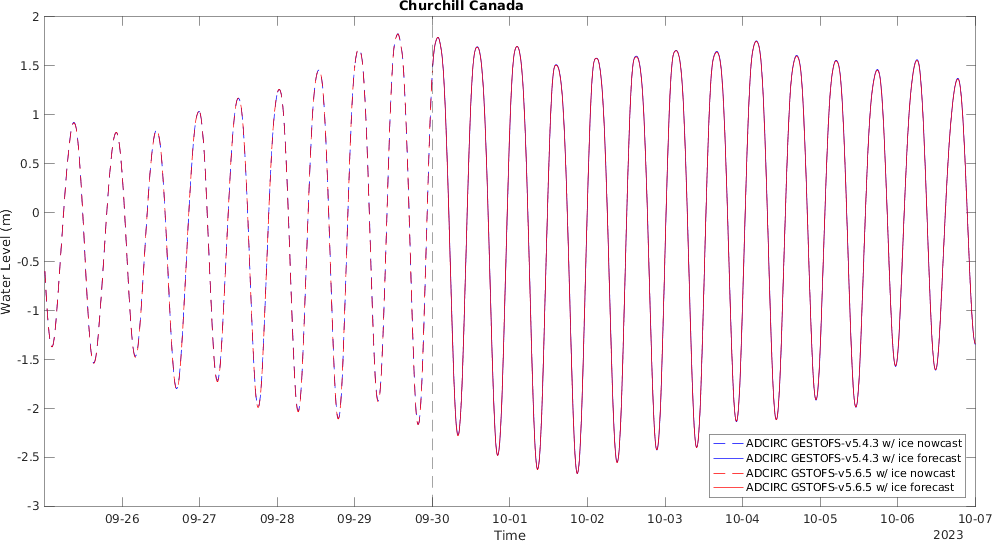 Churchill Canada
2
1.5
1
0.5
0
-0.5
-1
-1.5
-2
-2.5
-3
Water Level (m)
ADCIRC GESTOFS-v5.4.3 w/ ice nowcast
ADCIRC GESTOFS-v5.4.3 w/ ice forecast
ADCIRC GSTOFS-v5.6.5 w/ ice nowcast
ADCIRC GSTOFS-v5.6.5 w/ ice forecast
09-26 09-27 09-28 09-29 09-30 10-01 10-02 10-03 10-04 10-05 10-06 10-07
Time
2023